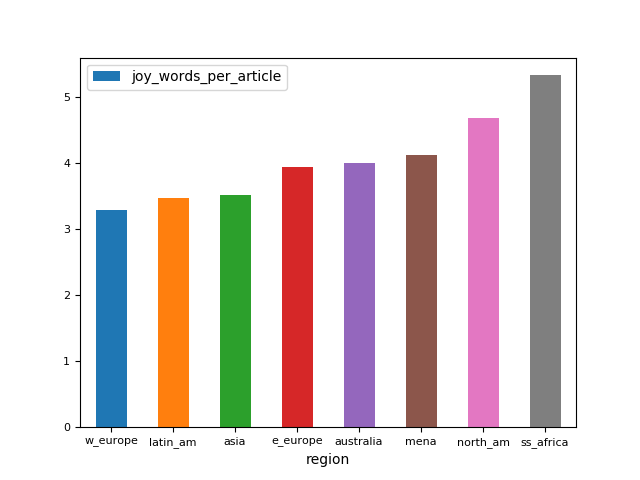 joy_words_per_article
5
4
3
2
1
0
w_europe latin_am asia e_europe australia mena north_am ss_africa
region